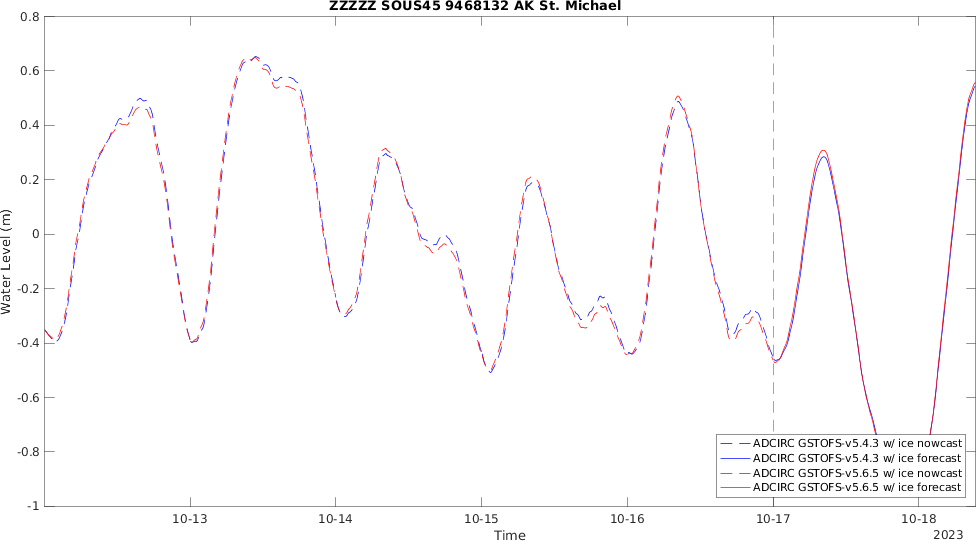 ZZZZZ SOUS45 9468132 AK St. Michael
Water Level (m)
0.8
0.6
0.4
0.2
0
-0.2
-0.4
-0.6
-0.8
-1
10-13
10-14
10-15
10-16
10-17
10-18
Time
2023
ADCIRC GSTOFS-v5.4.3 w/ ice nowcast
ADCIRC GSTOFS-v5.4.3 w/ ice forecast
ADCIRC GSTOFS-v5.6.5 w/ ice nowcast
ADCIRC GSTOFS-v5.6.5 w/ ice forecast